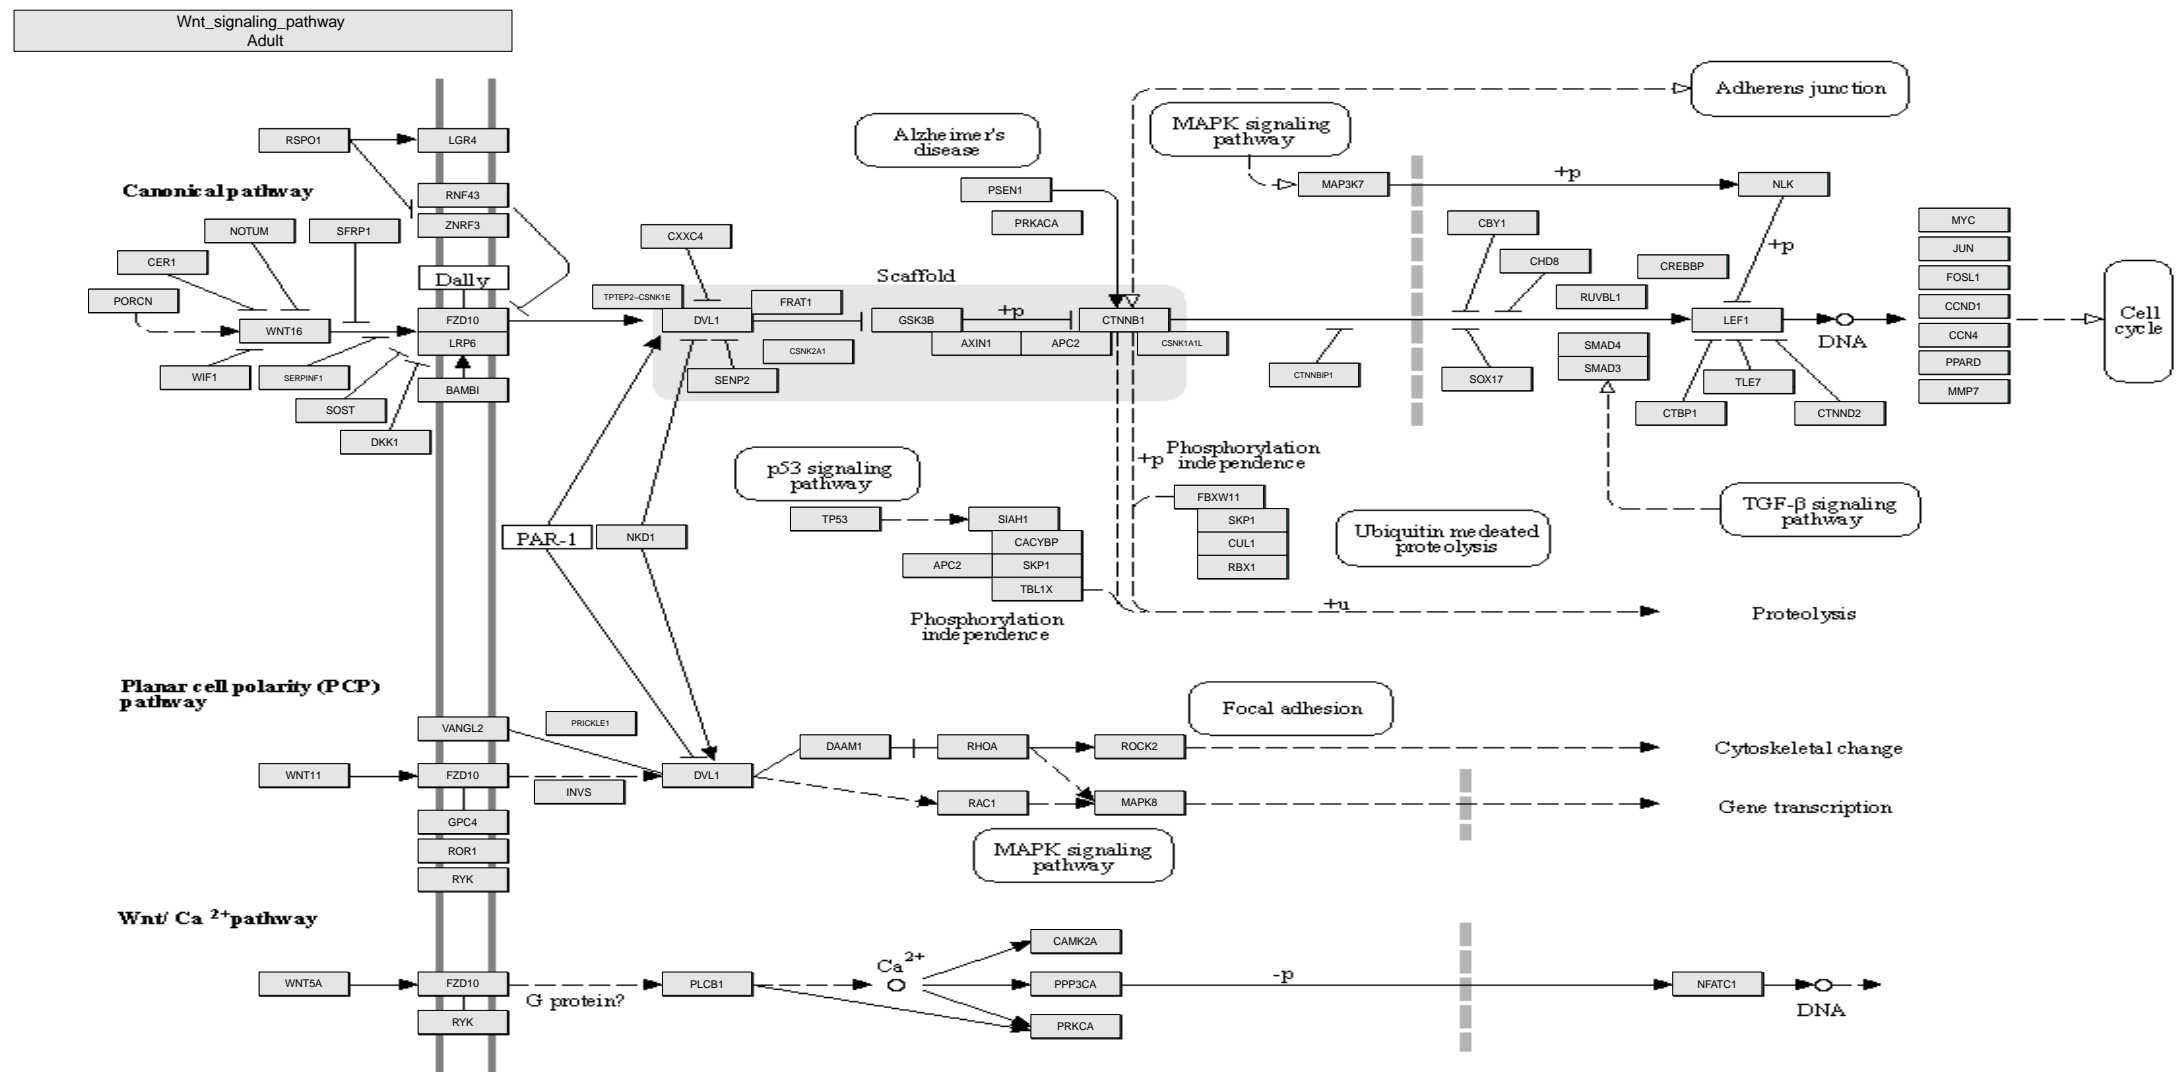 Wnt_signaling_pathway
Adult
Adherens junction
Alzheimer's
disease
MAPK signaling
pathway
RSPO1
LGR4
+p
PSEN1
MAP3K7
NLK
Canonical pathway
RNF43
ZNRF3
PRKACA
CBY1
MYC
NOTUM
SFRP1
CXXC4
+p
JUN
CER1
CHD8
CREBBP
Dally
Scaffold
FOSL1
PORCN
TPTEP2-CSNK1E
FRAT1
RUVBL1
CCND1
Cell
cycle
WNT16
FZD10
DVL1
GSK3B
+p
CTNNB1
LEF1
DNA
LRP6
CSNK2A1
AXIN1
APC2
CSNK1A1L
SMAD4
CCN4
WIF1
SERPINF1
BAMBI
SENP2
CTNNBIP1
SOX17
SMAD3
TLE7
PPARD
MMP7
SOST
CTBP1
CTNND2
DKK1
p53 signaling
pathway
+p
Phosphorylation
independence
FBXW11
TGF-β signaling
pathway
TP53
SIAH1
SKP1
PAR-1
NKD1
CACYBP
CUL1
Ubiquitin medeated
proteolysis
APC2
SKP1
RBX1
TBL1X
+u
Proteolysis
Phosphorylation
independence
Planar cell polarity (PCP)
pathway
Focal adhesion
VANGL2
PRICKLE1
DAAM1
RHOA
ROCK2
Cytoskeletal change
WNT11
FZD10
INVS
DVL1
RAC1
MAPK8
Gene transcription
GPC4
ROR1
MAPK signaling
pathway
RYK
Wnt/ Ca 2+ pathway
CAMK2A
Ca2+
WNT5A
FZD10
G protein?
PLCB1
PPP3CA
-p
NFATC1
DNA
RYK
PRKCA